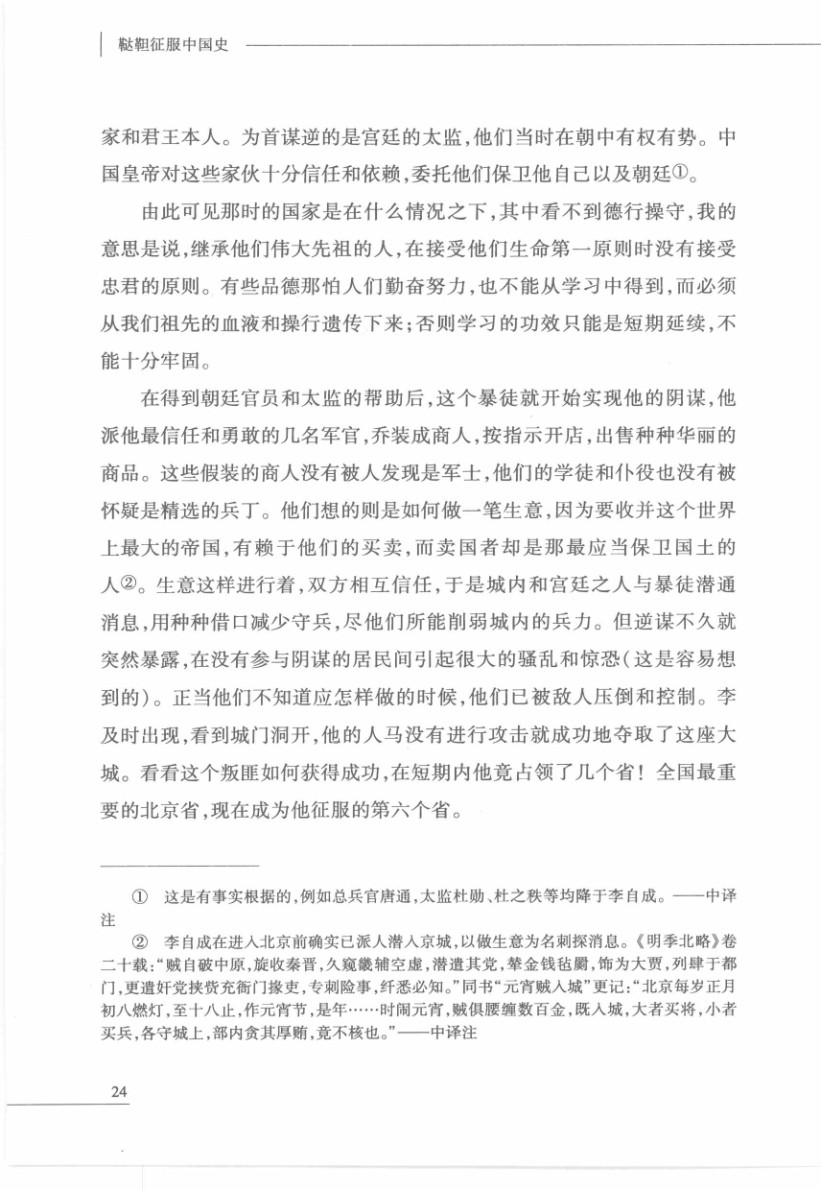 鞑靼征服中国史
家和君王本人。为首谋逆的是宫廷的太监,他们当时在朝中有权有势。中
国皇帝对这些家伙十分信任和依赖,委托他们保卫他自己以及朝廷①。
由此可见那时的国家是在什么情况之下,其中看不到德行操守,我的
意思是说,继承他们伟大先祖的人,在接受他们生命第一原则时没有接受
忠君的原则。有些品德那怕人们勤奋努力,也不能从学习中得到,而必须
从我们祖先的血液和操行遗传下来;否则学习的功效只能是短期延续,不
能十分牢固。
在得到朝廷官员和太监的帮助后,这个暴徒就开始实现他的阴谋,他
派他最信任和勇敢的几名军官,乔装成商人,按指示开店,出售种种华丽的
商品。这些假装的商人没有被人发现是军士,他们的学徒和仆役也没有被
怀疑是精选的兵丁。他们想的则是如何做一笔生意,因为要收并这个世界
上最大的帝国,有赖于他们的买卖,而卖国者却是那最应当保卫国土的
人②。生意这样进行着,双方相互信任,于是城内和宫廷之人与暴徒潜通
消息,用种种借口减少守兵,尽他们所能削弱城内的兵力。但逆谋不久就
突然暴露,在没有参与阴谋的居民间引起很大的骚乱和惊恐(这是容易想
到的)。正当他们不知道应怎样做的时候,他们已被敌人压倒和控制。李
及时出现,看到城门洞开,他的人马没有进行攻击就成功地夺取了这座大
城。看看这个叛匪如何获得成功,在短期内他竟占领了几个省!全国最重
要的北京省,现在成为他征服的第六个省。
① 这是有事实根据的,例如总兵官唐通,太监杜勋、杜之秩等均降于李自成。——中译
注
② 李自成在进入北京前确实已派人潜入京城,以做生意为名刺探消息。《明季北略》卷
二十载:“贼自破中原,旋收秦晋,久窥畿辅空虚,潜遣其党,辇金钱毡罽,饰为大贾,列肆于都
门,更遣奸党挟赀充衙门掾吏,专刺险事,纤悉必知。”同书“元宵贼入城”更记:“北京每岁正月
初八燃灯,至十八止,作元宵节,是年……时闹元宵,贼俱腰缠数百金,既入城,大者买将,小者
买兵,各守城上,部内贪其厚贿,竟不核也。”——中译注
24